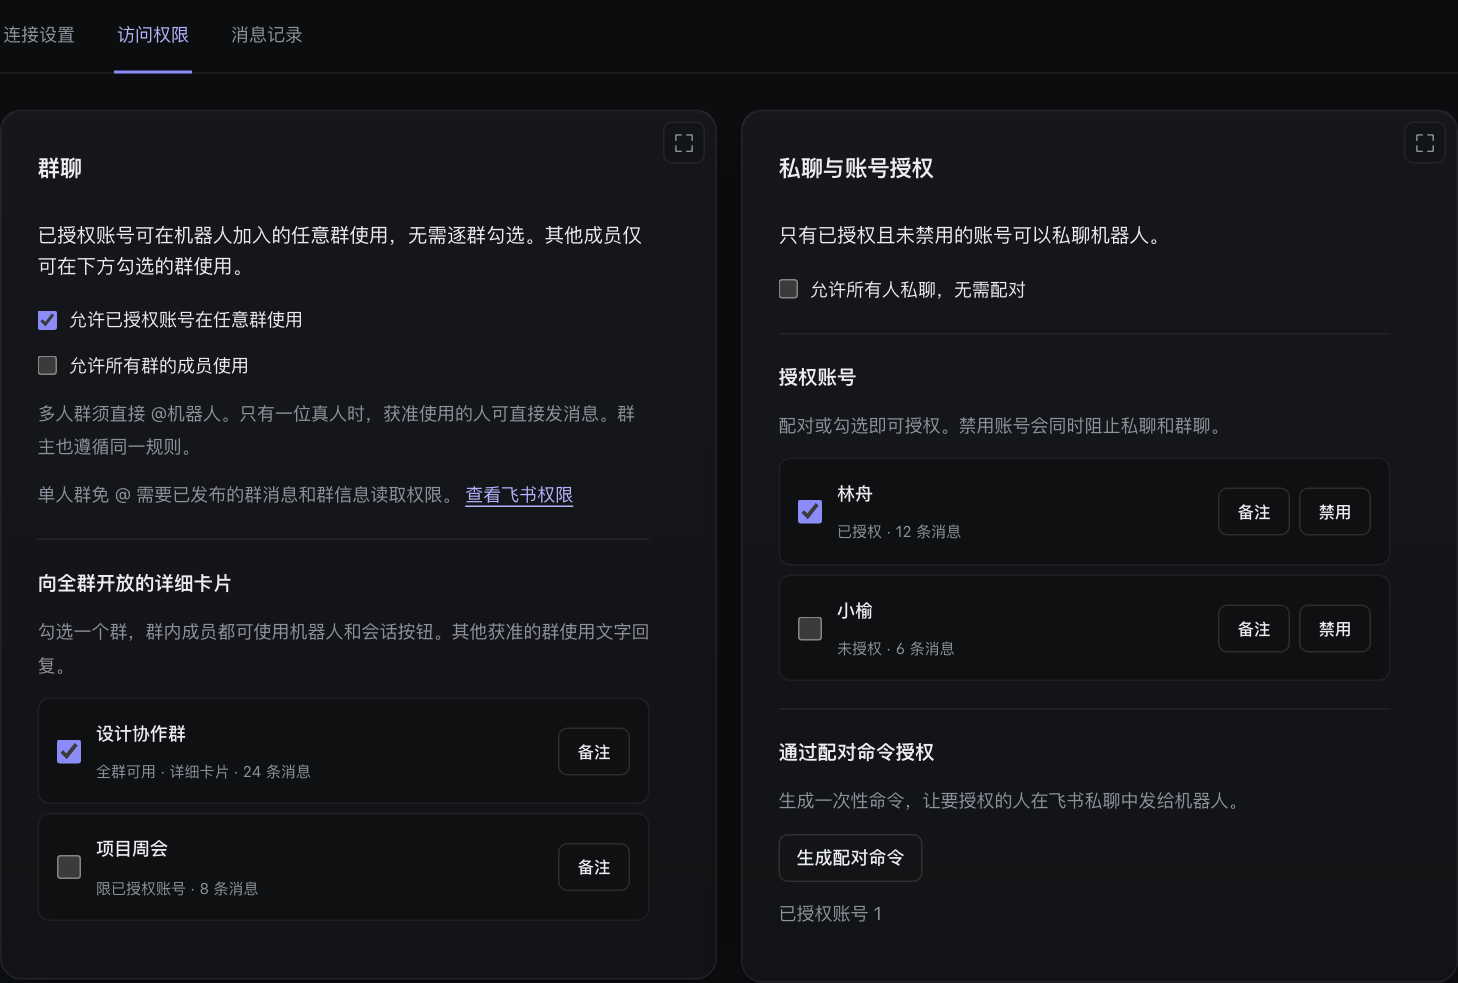 连接设置
访问权限
消息记录
群聊
已授权账号可在机器人加入的任意群使用，无需逐群勾选。其他成员仅
可在下方勾选的群使用。
允许已授权账号在任意群使用
允许所有群的成员使用
多人群须直接 @机器人。只有一位真人时，获准使用的人可直接发消息。群
主也遵循同一规则。
单人群免 @ 需要已发布的群消息和群信息读取权限。 查看飞书权限
向全群开放的详细卡片
勾选一个群，群内成员都可使用机器人和会话按钮。其他获准的群使用文字回
复。
设计协作群
全群可用 · 详细卡片 · 24 条消息
备注
项目周会
限已授权账号 · 8 条消息
备注
私聊与账号授权
只有已授权且未禁用的账号可以私聊机器人。
允许所有人私聊，无需配对
授权账号
配对或勾选即可授权。禁用账号会同时阻止私聊和群聊。
林舟
已授权 · 12 条消息
备注
禁用
小榆
未授权 · 6 条消息
备注
禁用
通过配对命令授权
生成一次性命令，让要授权的人在飞书私聊中发给机器人。
生成配对命令
已授权账号 1